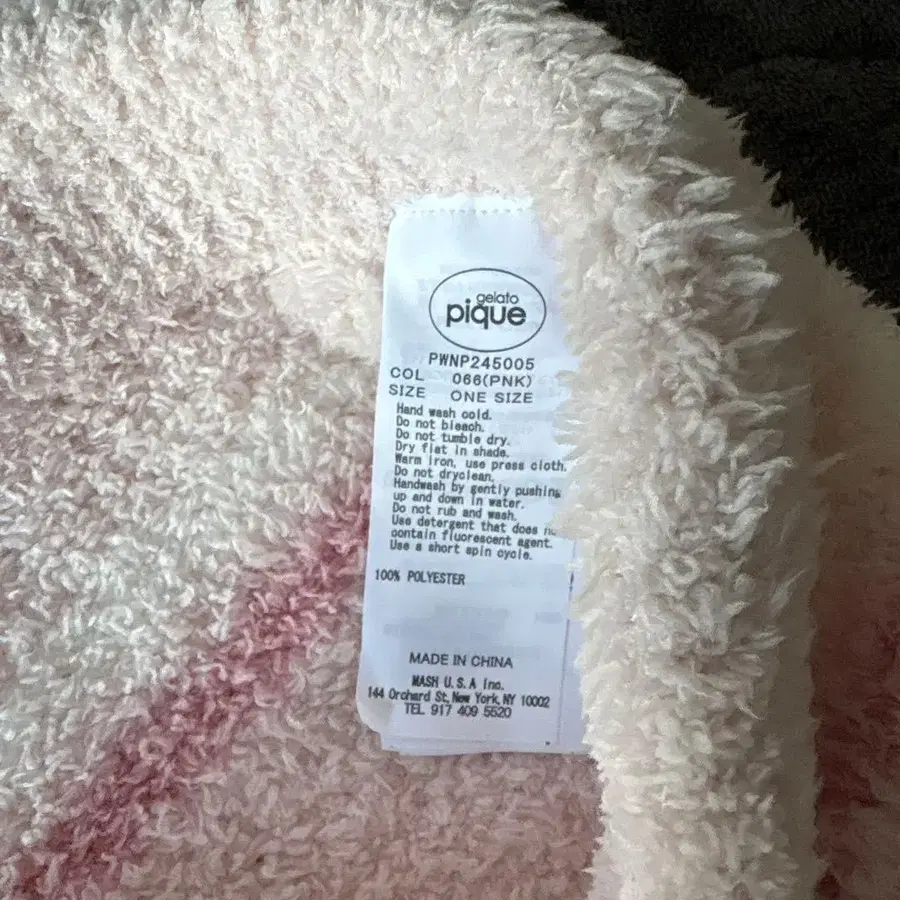 gelato
pique
PWNP245005
COL 066(PNK)
SIZE ONE SIZE
Hand wash cold.
Do not bleach.
Do not tumble dry.
Dry flat in shade.
Warm iron, use press cloth.
Do not dryclean.
Handwash by gently pushing
up and down in water.
Do not rub and wash.
Use detergent that does
contain fluorescent agent.
Use a short spin cycle.
100% POLYESTER
MADE IN CHINA
MASH U.S.A Inc.
144 Orchard St, New York, NY 10002
TEL 917 409 5520